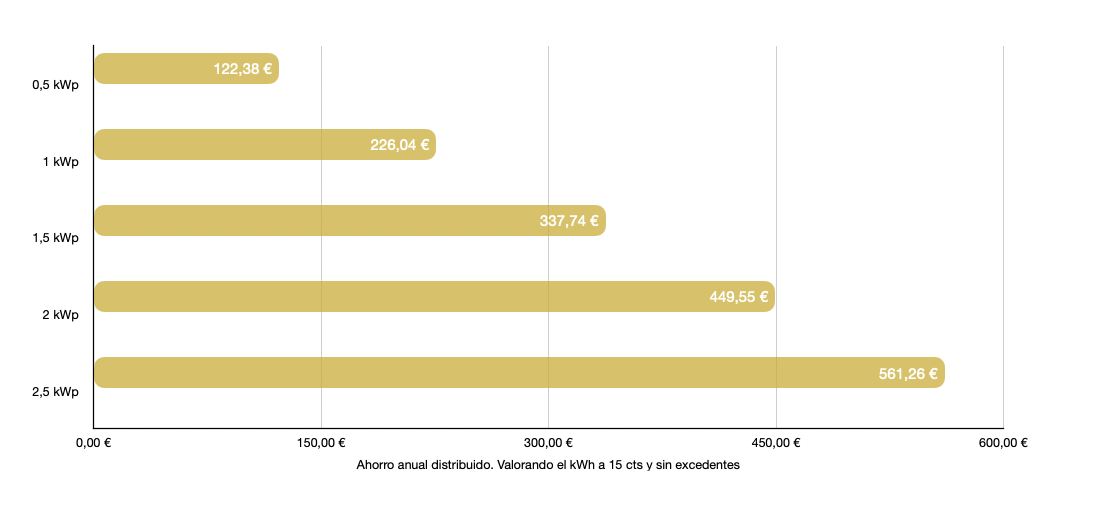 122,38 €
0,5 kWp
226,04 €
1 kWp
337,74 €
1,5 kWp
449,55 €
2 kWp
561,26 €
2,5 kWp
0,00 € 150,00 € 300,00 € 450,00 € 600,00 €
Ahorro anual distribuido. Valorando el kWh a 15 cts y sin excedentes